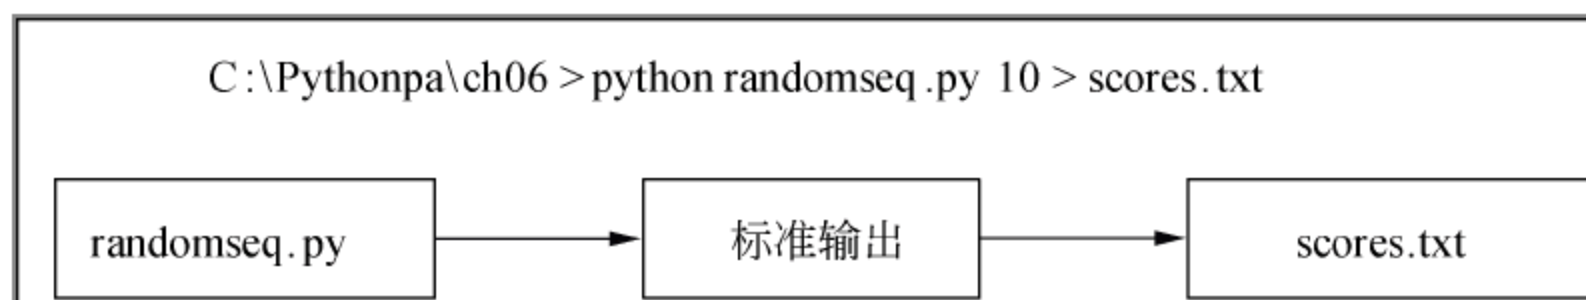 C:\Pythonpa\ch06 >python randomseq.py 10 > scores.txt
randomseq.py
标准输出
scores.txt